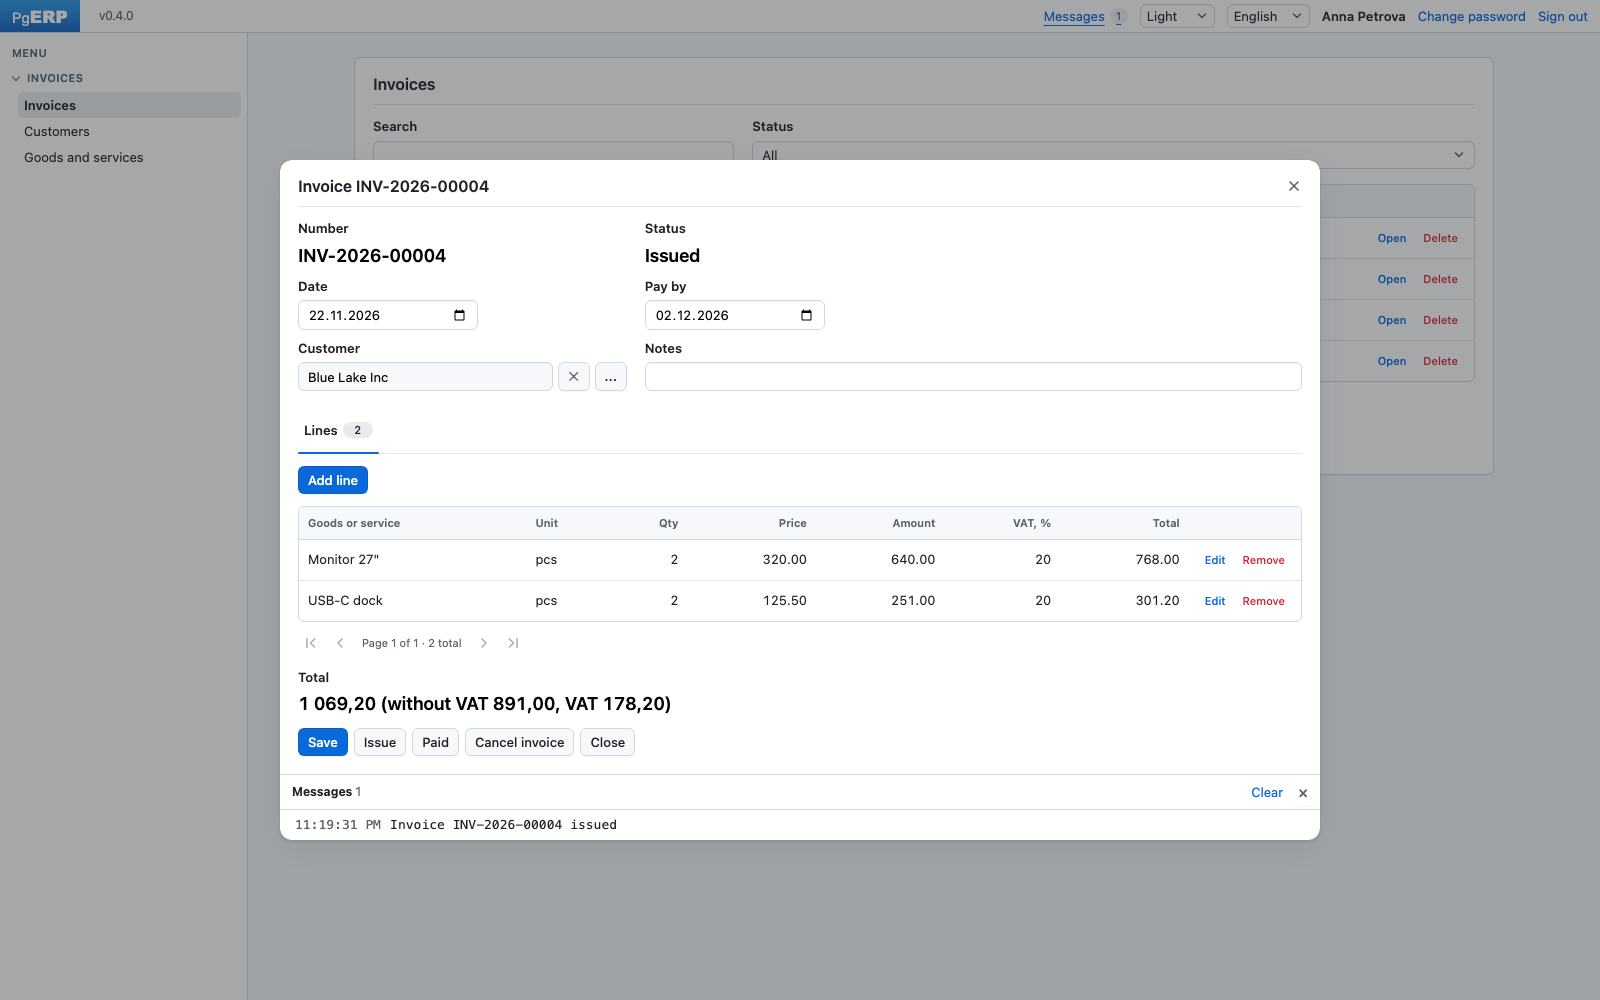 PgERP v0.4.0 Messages 1 Light English Anna Petrova Change password Sign out
MENU
INVOICES
Invoices
Customers
Goods and services
Invoices
Search Status
All
Open Delete
Open Delete
Open Delete
Open Delete
Invoice INV-2026-00004
Number Status
INV-2026-00004 Issued
Date Pay by
22.11.2026 02.12.2026
Customer Notes
Blue Lake Inc ...
Lines 2
Add line
Goods or service Unit Qty Price Amount VAT, % Total
Monitor 27" pcs 2 320.00 640.00 20 768.00 Edit Remove
USB-C dock pcs 2 125.50 251.00 20 301.20 Edit Remove
Page 1 of 1 · 2 total
Total
1 069,20 (without VAT 891,00, VAT 178,20)
Save Issue Paid Cancel invoice Close
Messages 1 Clear
11:19:31 PM Invoice INV-2026-00004 issued